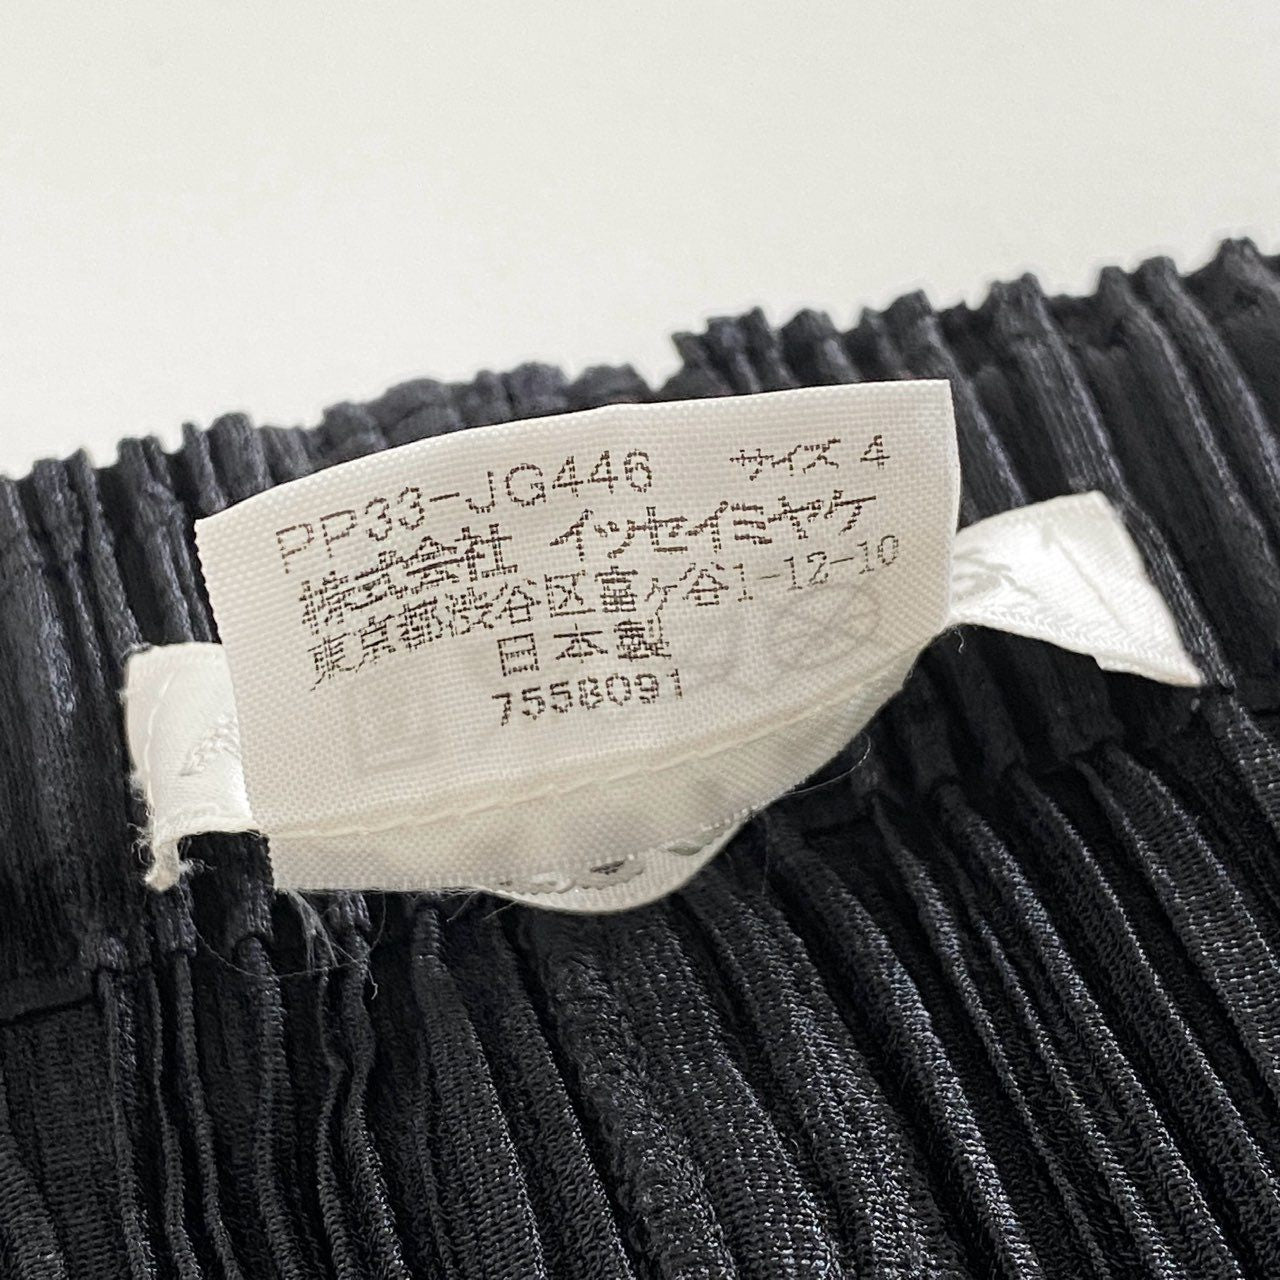 PP33-JG446 サイズ 4
株式会社 イッセイミヤケ
東京都渋谷区富ヶ谷1-12-10
日本製
7558091